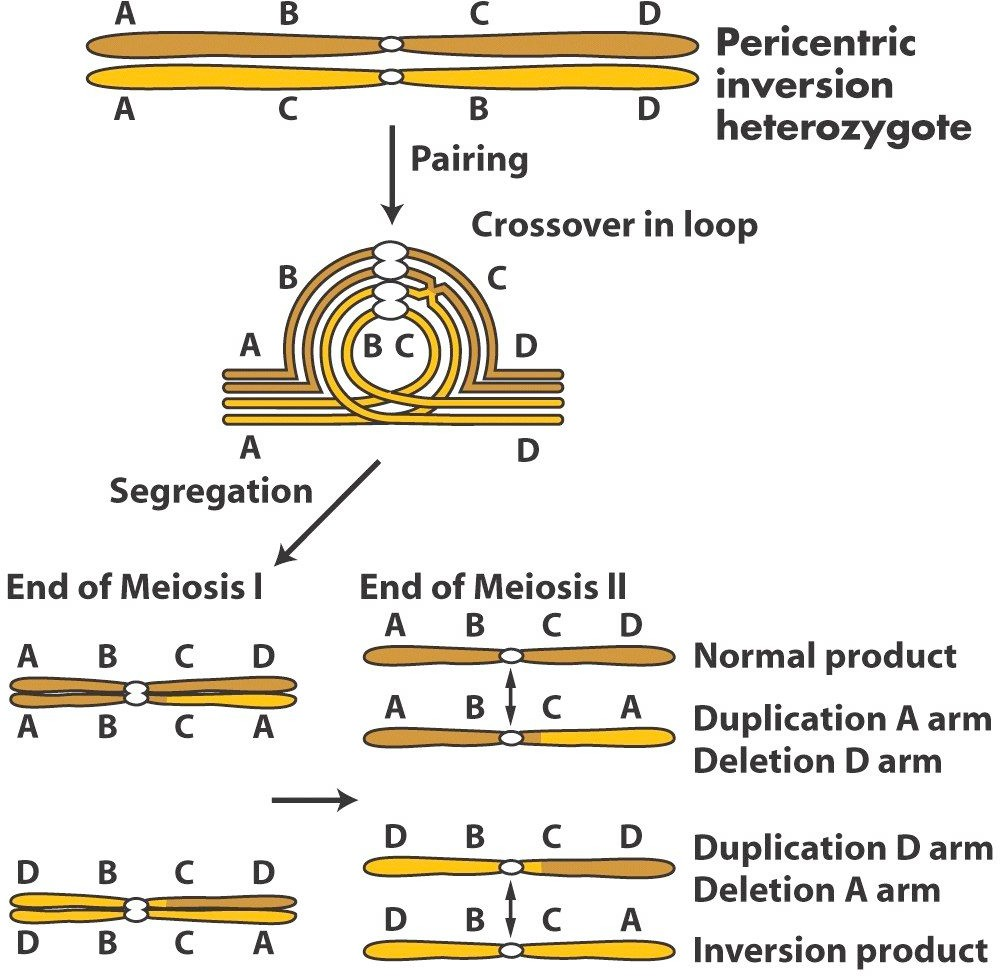 A B C D
Pericentric
inversion
heterozygote
A C B D
Pairing
Crossover in loop
B C
A B C D
A D
Segregation
End of Meiosis I
A B C D
A B C A
D B C D
D B C A
End of Meiosis II
A B C D
Normal product
A B C A
Duplication A arm
Deletion D arm
D B C D
Duplication D arm
Deletion A arm
D B C A
Inversion product